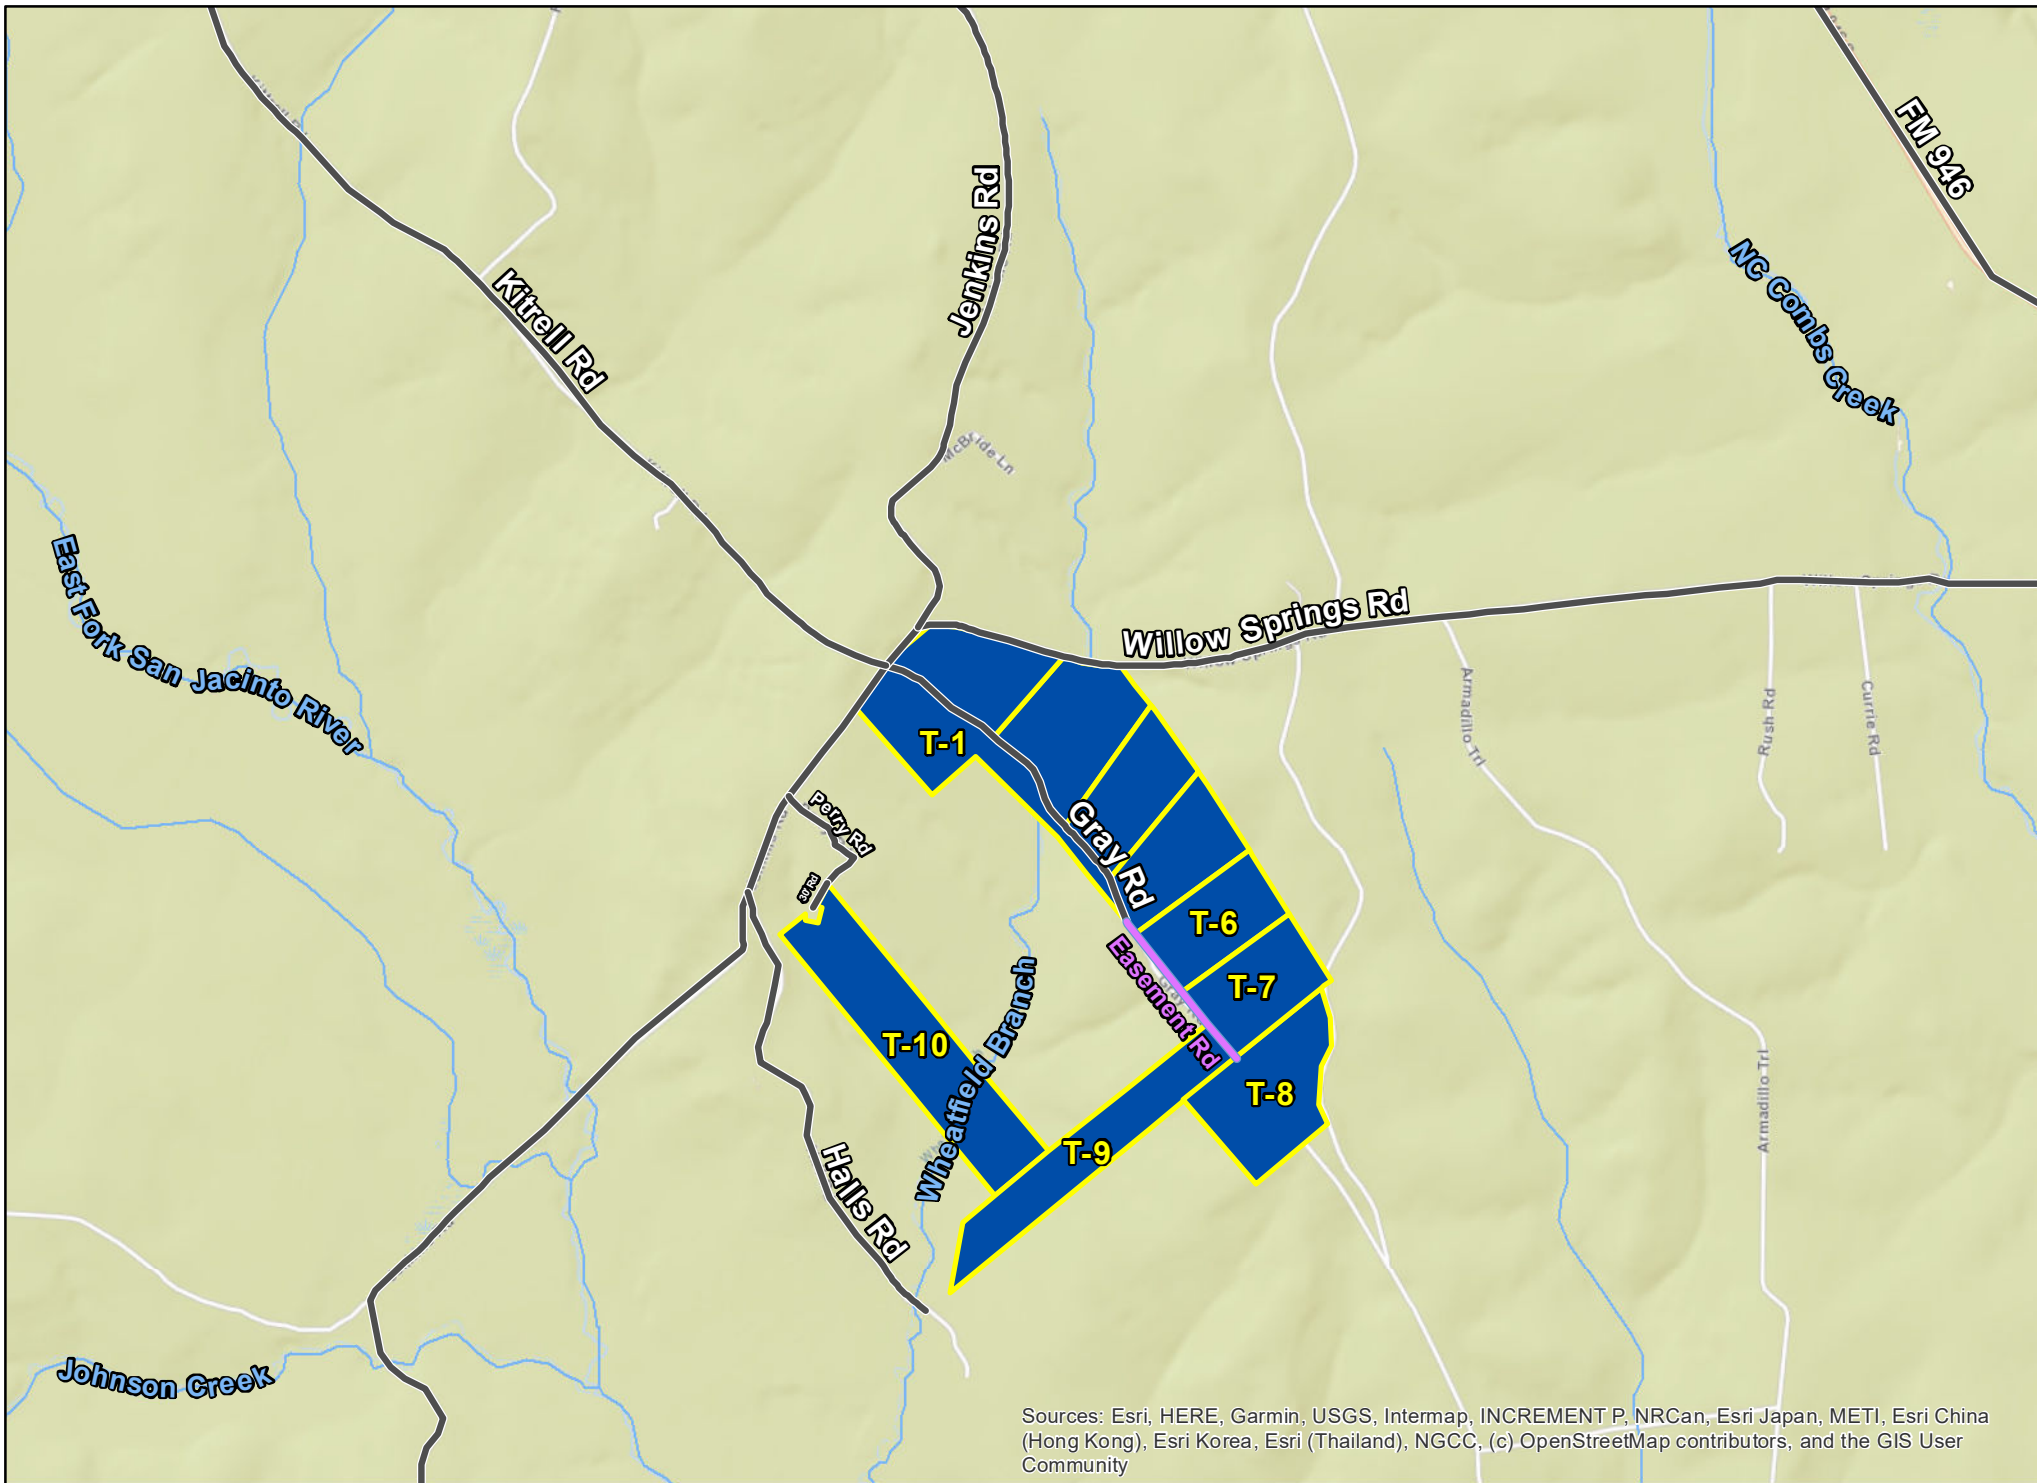 FM 946
Jenkins Rd
NC Combs Creek
Kitrell Rd
McBride Ln
East Fork San Jacinto River
Willow Springs Rd
Armadillo Trl
Rush Rd
Currie Rd
T-1
Perry Rd
Gray Rd
30' Rd
T-6
T-7
Easement Rd
T-10
Wheatfield Branch
T-8
T-9
Armadillo Trl
Halls Rd
Johnson Creek
Sources: Esri, HERE, Garmin, USGS, Intermap, INCREMENT P, NRCan, Esri Japan, METI, Esri China
(Hong Kong), Esri Korea, Esri (Thailand), NGCC, (c) OpenStreetMap contributors, and the GIS User
Community